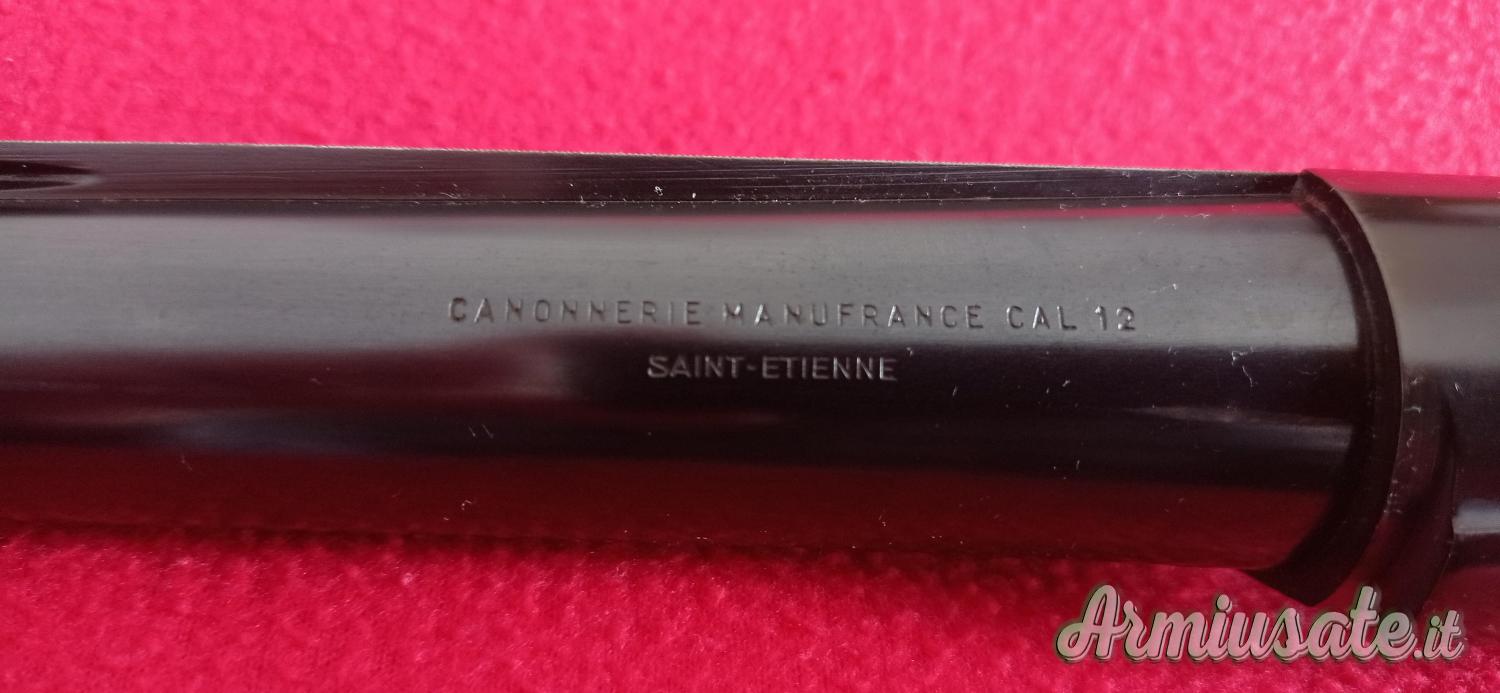 CANONNERIE MANUFRANCE CAL 12
SAINT-ETIENNE
Armiusate.it